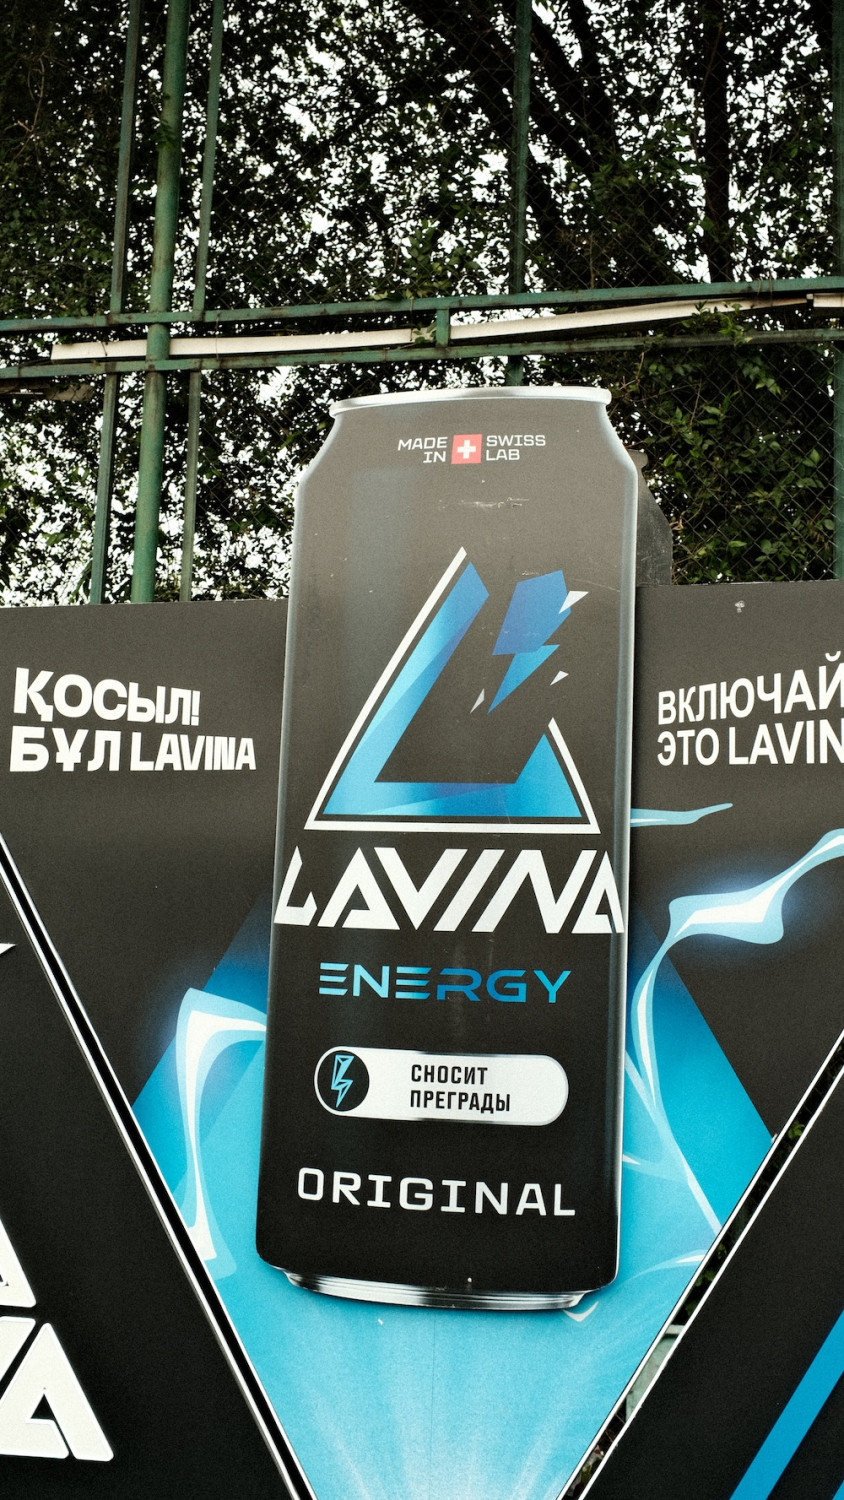 MADE IN SWISS LAB
ҚОСЫЛ!
БҰЛ LAVINA
ВКЛЮЧАЙ
ЭТО LAVIN
LAVINA
ENERGY
СНОСИТ
ПРЕГРАДЫ
ORIGINAL